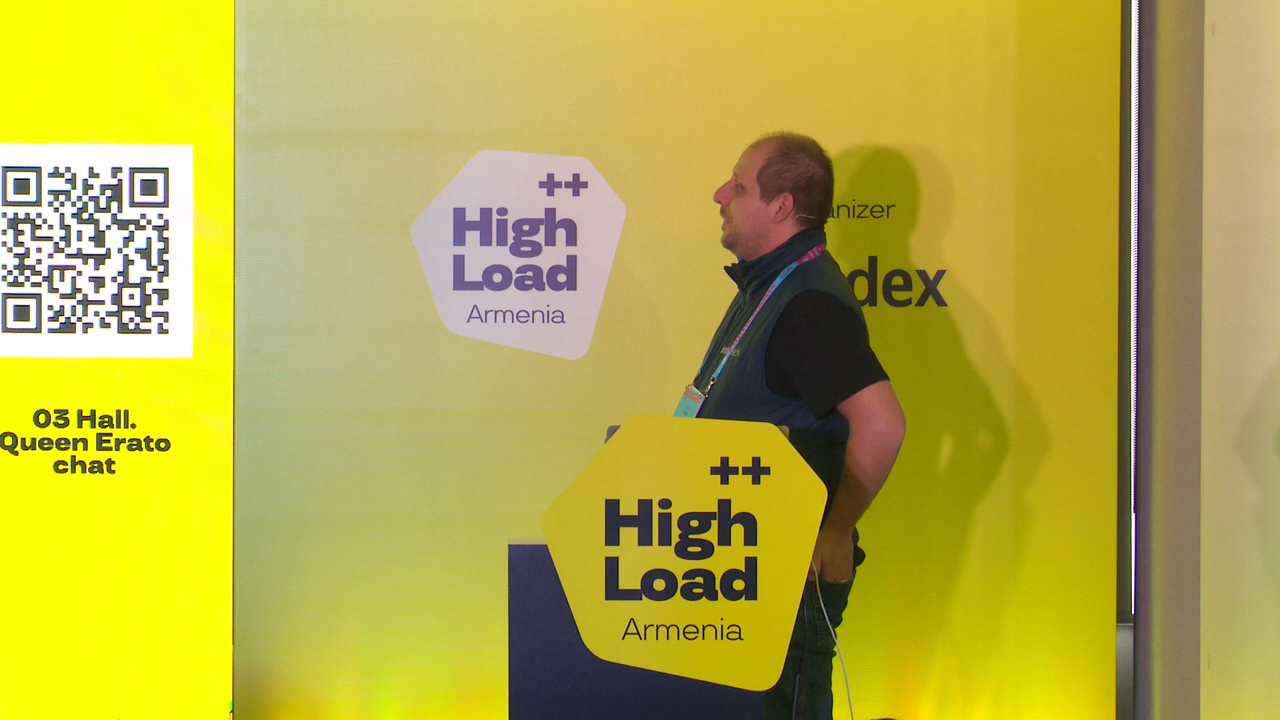 03 Hall.
Queen Erato
chat
++
High
Load
Armenia
anizer
dex
++
High
Load
Armenia